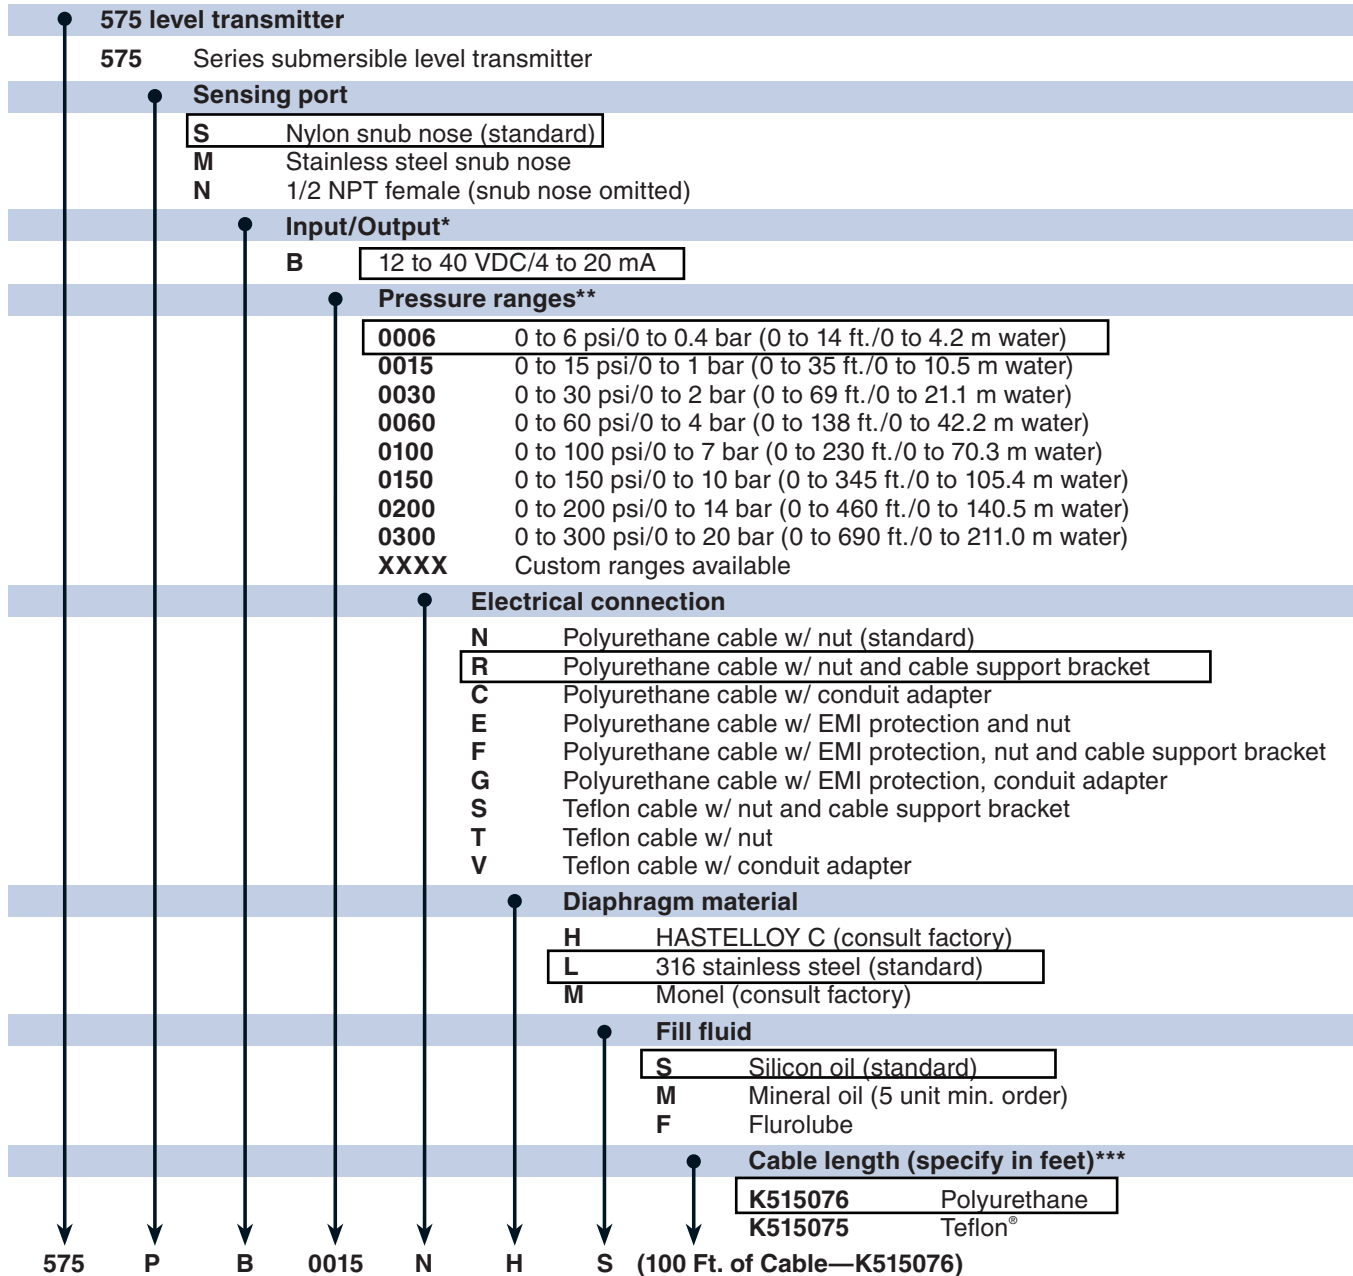 575 level transmitter
575 Series submersible level transmitter
Sensing port
S Nylon snub nose (standard)
M Stainless steel snub nose
N 1/2 NPT female (snub nose omitted)
Input/Output*
B 12 to 40 VDC/4 to 20 mA
Pressure ranges**
0006 0 to 6 psi/0 to 0.4 bar (0 to 14 ft./0 to 4.2 m water)
0015 0 to 15 psi/0 to 1 bar (0 to 35 ft./0 to 10.5 m water)
0030 0 to 30 psi/0 to 2 bar (0 to 69 ft./0 to 21.1 m water)
0060 0 to 60 psi/0 to 4 bar (0 to 138 ft./0 to 42.2 m water)
0100 0 to 100 psi/0 to 7 bar (0 to 230 ft./0 to 70.3 m water)
0150 0 to 150 psi/0 to 10 bar (0 to 345 ft./0 to 105.4 m water)
0200 0 to 200 psi/0 to 14 bar (0 to 460 ft./0 to 140.5 m water)
0300 0 to 300 psi/0 to 20 bar (0 to 690 ft./0 to 211.0 m water)
XXXX Custom ranges available
Electrical connection
N Polyurethane cable w/ nut (standard)
R Polyurethane cable w/ nut and cable support bracket
C Polyurethane cable w/ conduit adapter
E Polyurethane cable w/ EMI protection and nut
F Polyurethane cable w/ EMI protection, nut and cable support bracket
G Polyurethane cable w/ EMI protection, conduit adapter
S Teflon cable w/ nut and cable support bracket
T Teflon cable w/ nut
V Teflon cable w/ conduit adapter
Diaphragm material
H HASTELLOY C (consult factory)
L 316 stainless steel (standard)
M Monel (consult factory)
Fill fluid
S Silicon oil (standard)
M Mineral oil (5 unit min. order)
F Flurolube
Cable length (specify in feet)***
K515076 Polyurethane
K515075 Teflon®
575 P B 0015 N H S (100 Ft. of Cable—K515076)